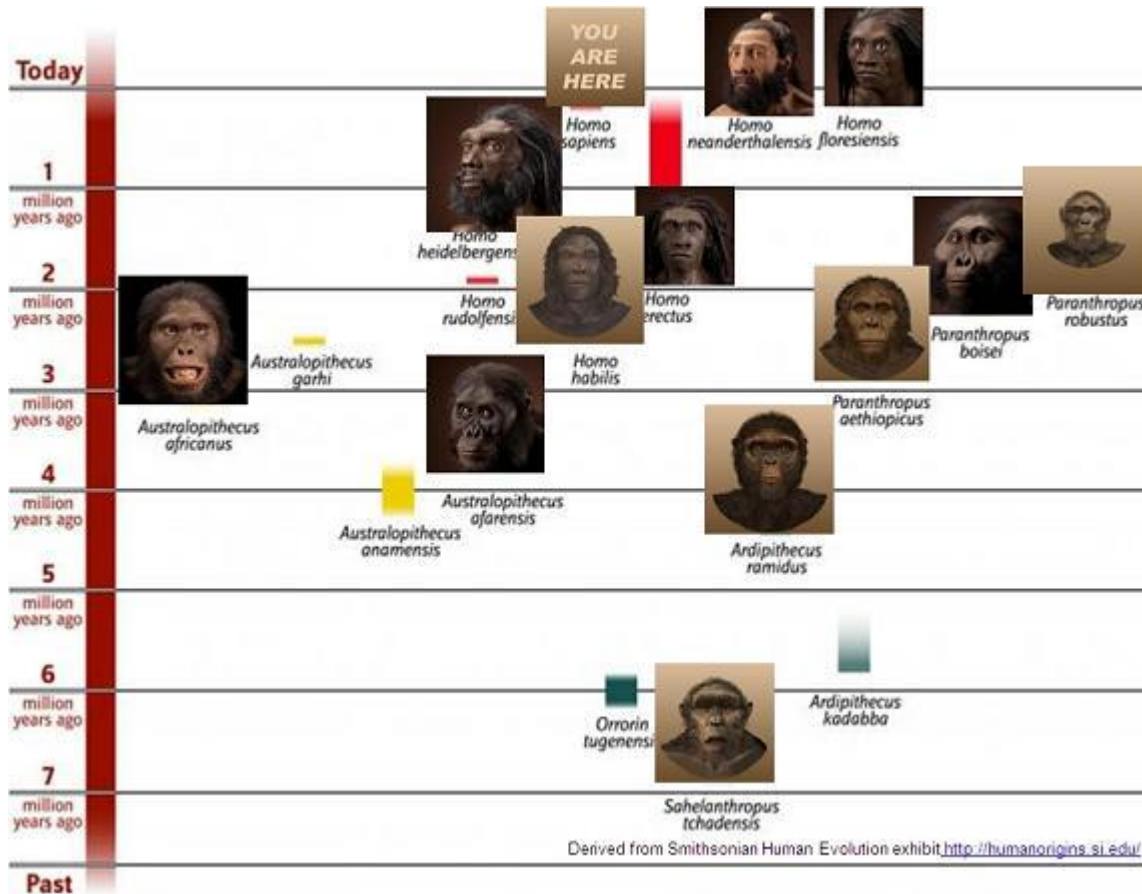 YOU
ARE
HERE
Today
Homo
sapiens
Homo
neanderthalensis
Homo
floresiensis
1
million
years ago
Homo
heidelbergens
2
million
years ago
Homo
rudolfensi
Homo
erectus
Paranthropus
robustus
Paranthropus
boisei
Australopithecus
garhi
Homo
habilis
3
million
years ago
Australopithecus
africanus
Paranthropus
aethiopicus
4
million
years ago
Australopithecus
afarensis
Australopithecus
anamensis
Ardipithecus
ramidus
5
million
years ago
6
million
years ago
Ardipithecus
kadabba
Orrorin
tugenensi
7
million
years ago
Sahelanthropus
tchadensis
Derived from Smithsonian Human Evolution exhibit http://humanorigins.si.edu/
Past